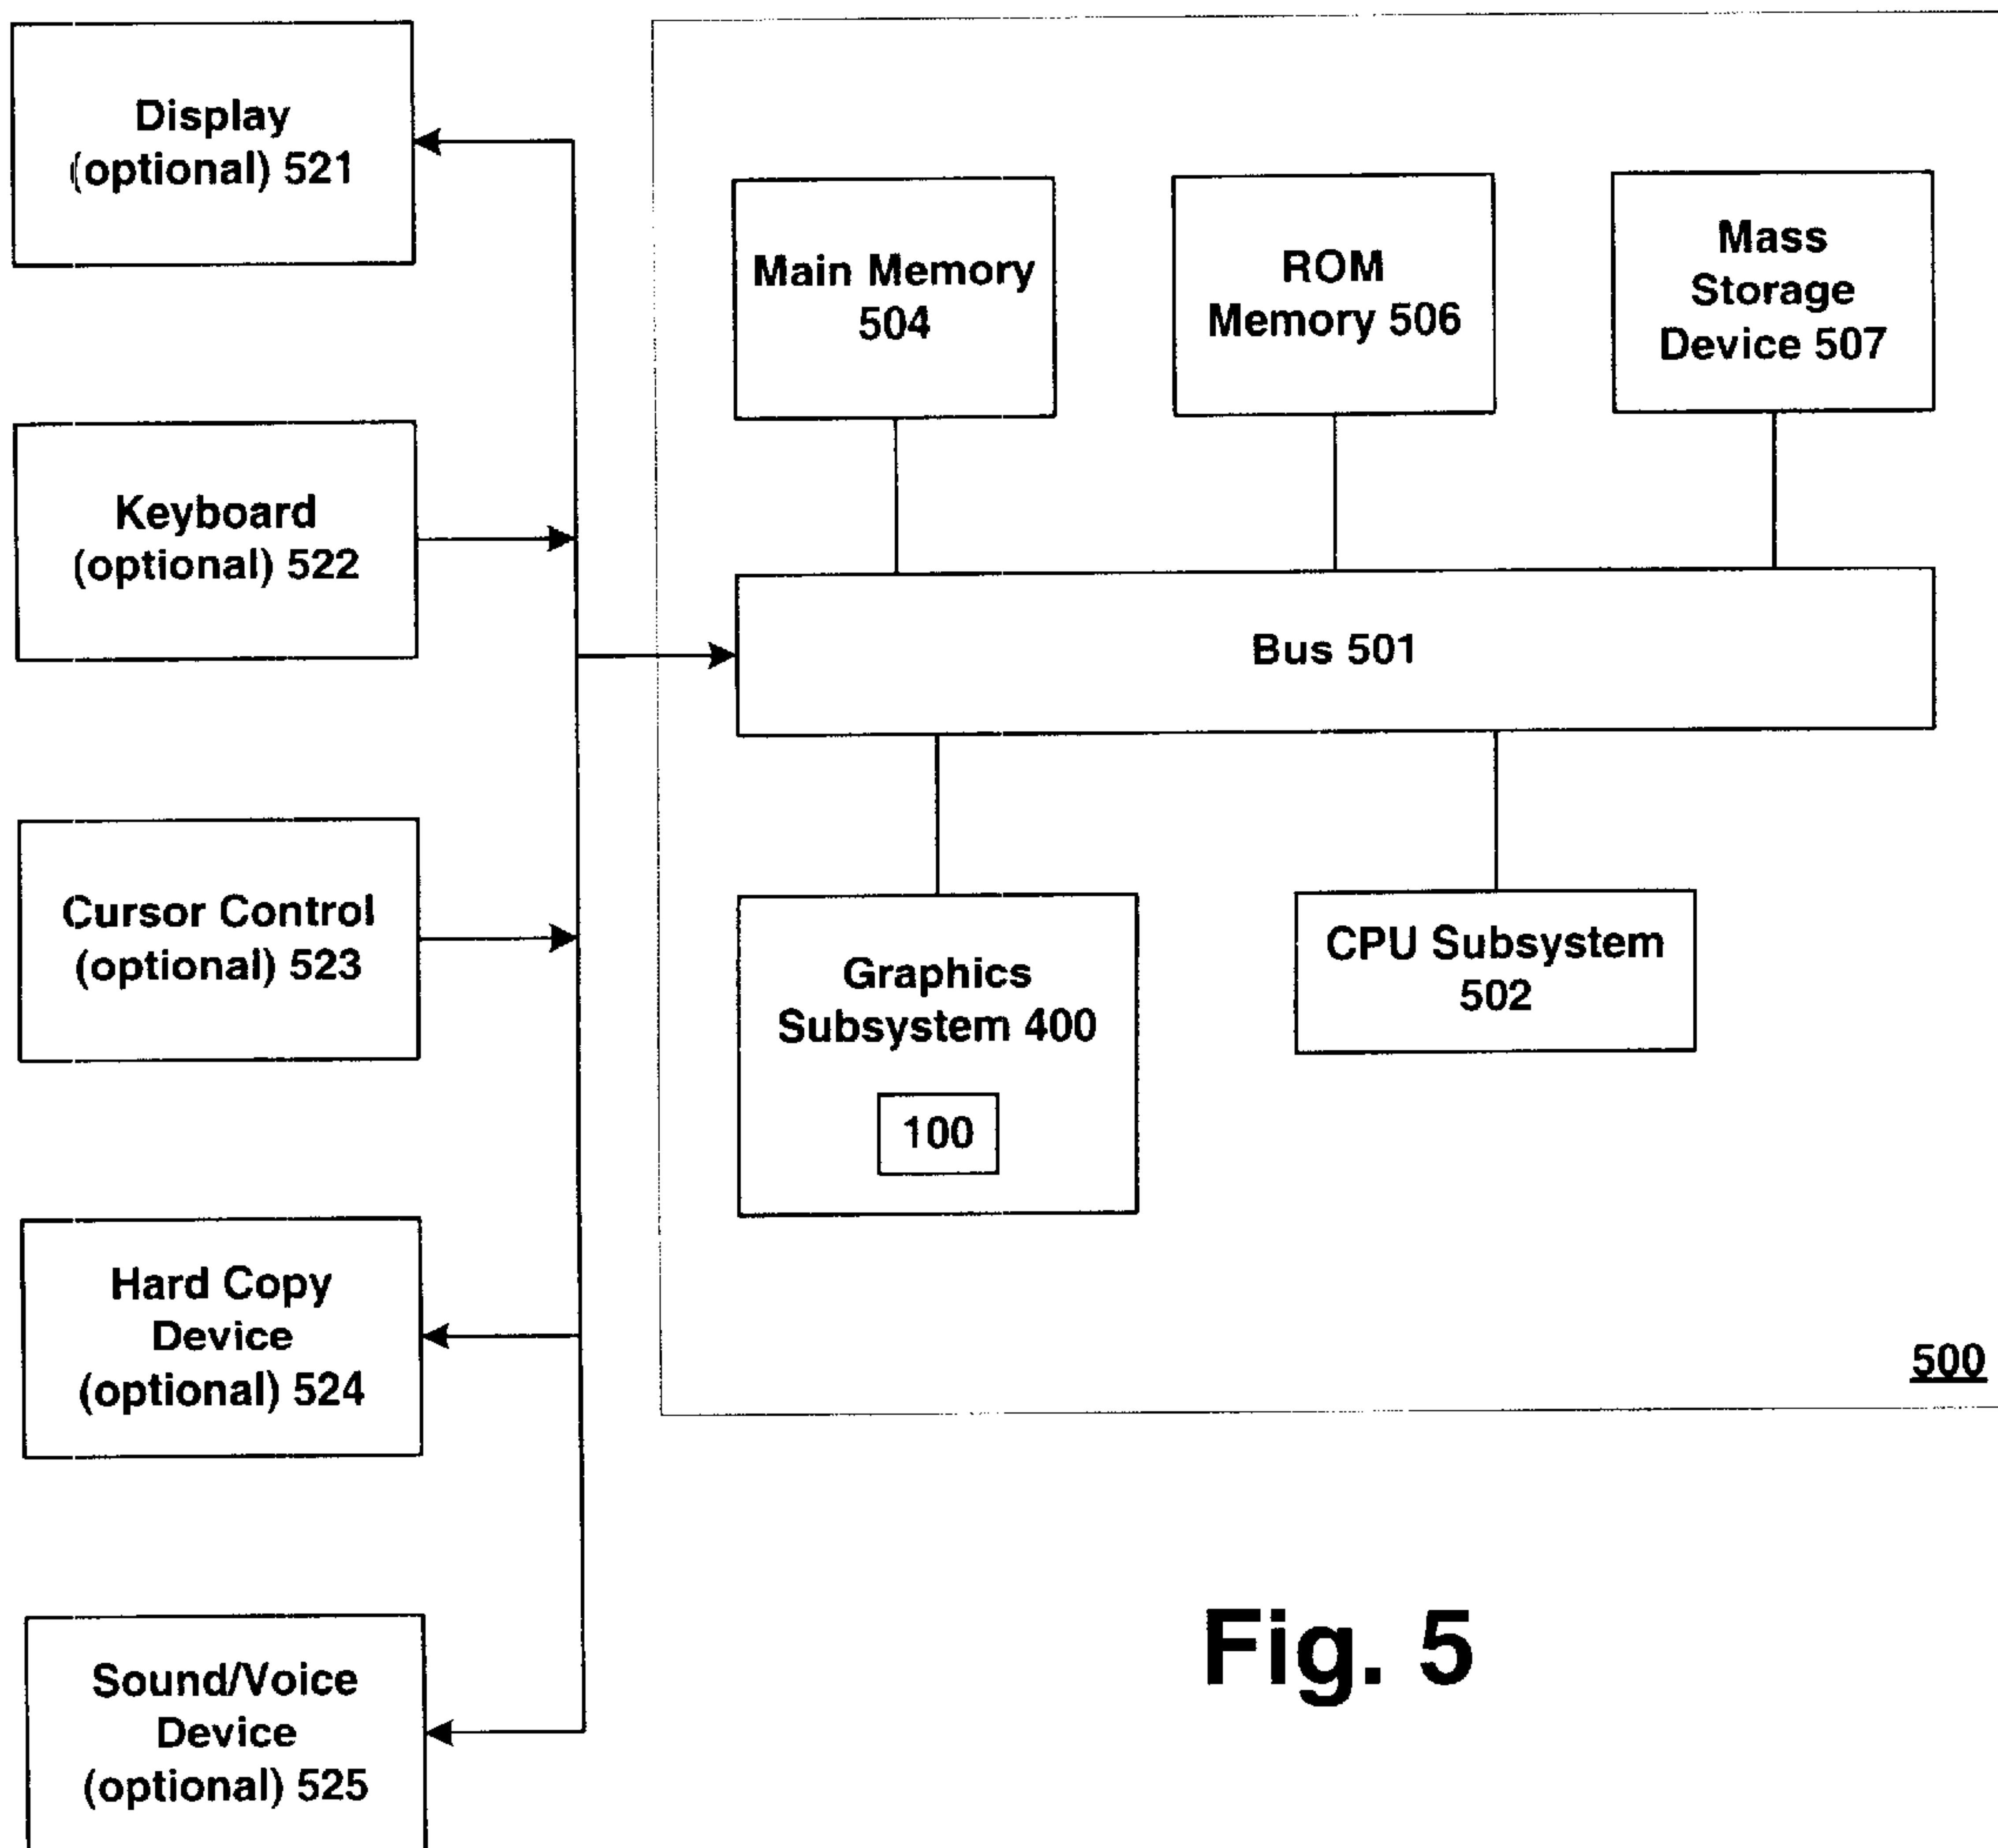 Display
(optional) 521
Keyboard
(optional) 522
Cursor Control
(optional) 523
Hard Copy
Device
(optional) 524
Sound/Voice
Device
(optional) 525
Main Memory
504
ROM
Memory 506
Mass
Storage
Device 507
Bus 501
Graphics
Subsystem 400
100
CPU Subsystem
502
500
Fig. 5